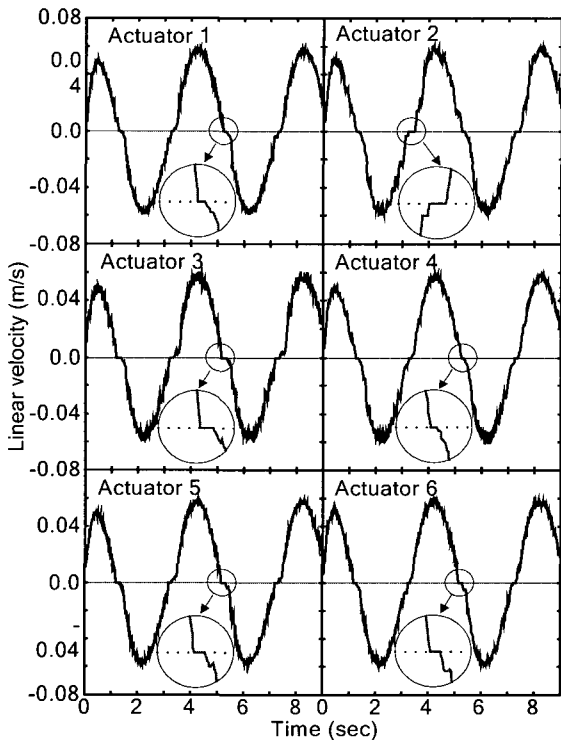 0.08
Actuator 1
Actuator 2
0.0
4
0.0
-0.04
-0.08
Actuator 3
Actuator 4
0.04
0.0
-0.04
-0.08
Linear velocity (m/s)
Actuator 5
Actuator 6
0.04
0.0
-
0.04
-0.08
0 2 4 6 8 0 2 4 6 8
Time (sec)